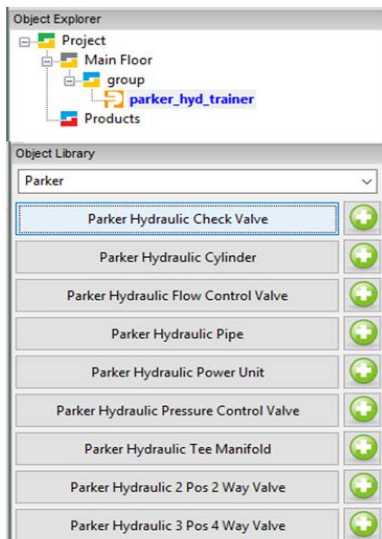 Object Explorer
Project
Main Floor
group
parker_hyd_trainer
Products
Object Library
Parker
Parker Hydraulic Check Valve
Parker Hydraulic Cylinder
Parker Hydraulic Flow Control Valve
Parker Hydraulic Pipe
Parker Hydraulic Power Unit
Parker Hydraulic Pressure Control Valve
Parker Hydraulic Tee Manifold
Parker Hydraulic 2 Pos 2 Way Valve
Parker Hydraulic 3 Pos 4 Way Valve